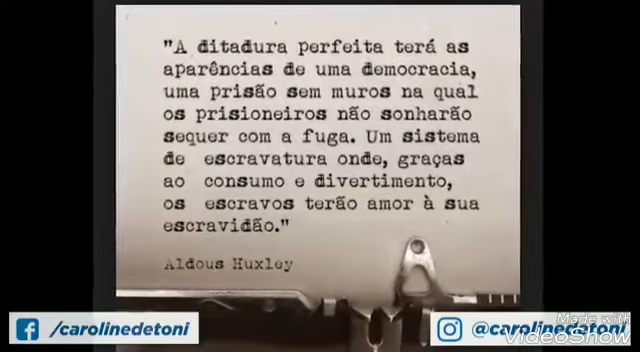 "A ditadura perfeita terá as
aparências de uma democracia,
uma prisão sem muros na qual
os prisioneiros não sonharão
sequer com a fuga. Um sistema
de escravatura onde, graças
ao consumo e divertimento,
os escravos terão amor à sua
escravidão."
Aldous Huxley
/carolinedetoni
@carolinedetoni
Made with
VideoShow